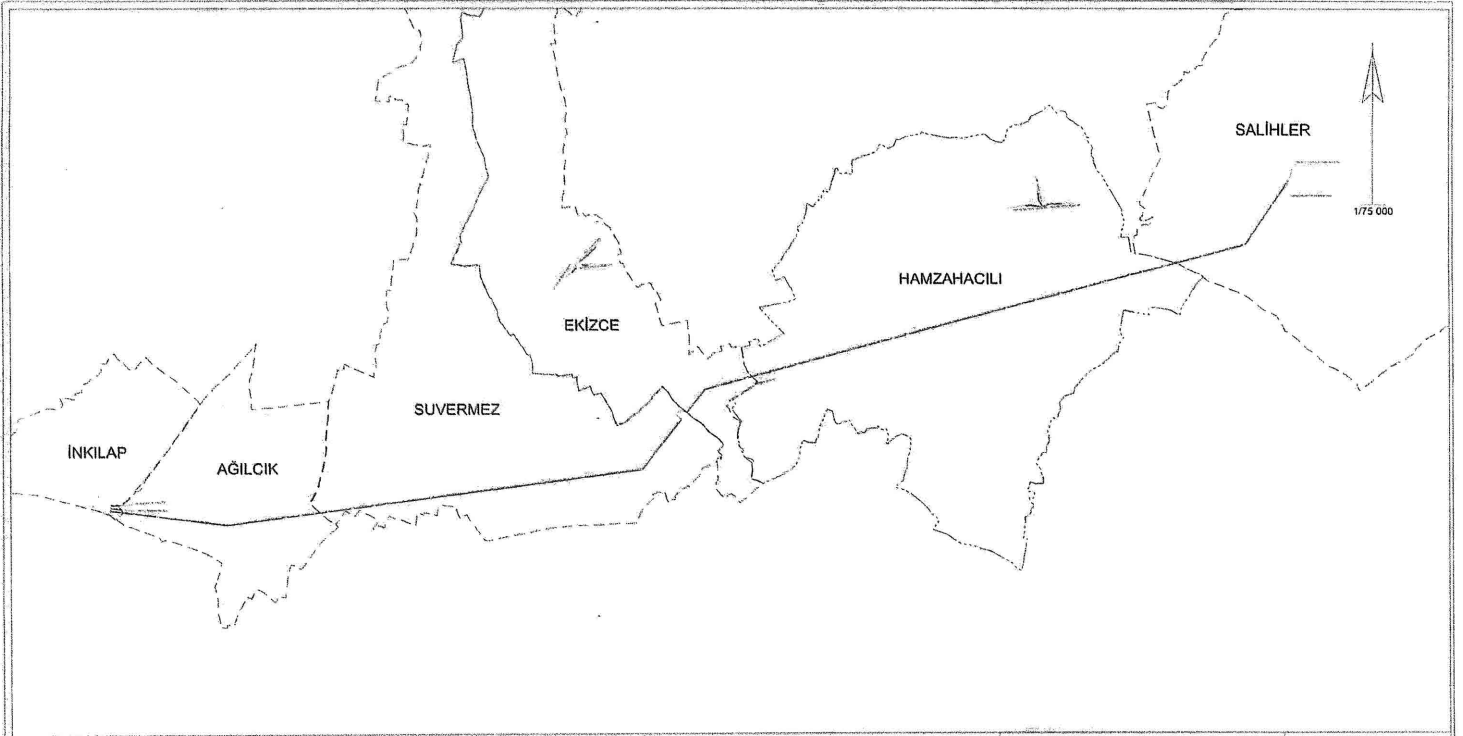 SALİHLER
1/75 000
HAMZAHACILI
EKİZCE
SUVERMEZ
İNKILAP
AĞILCIK